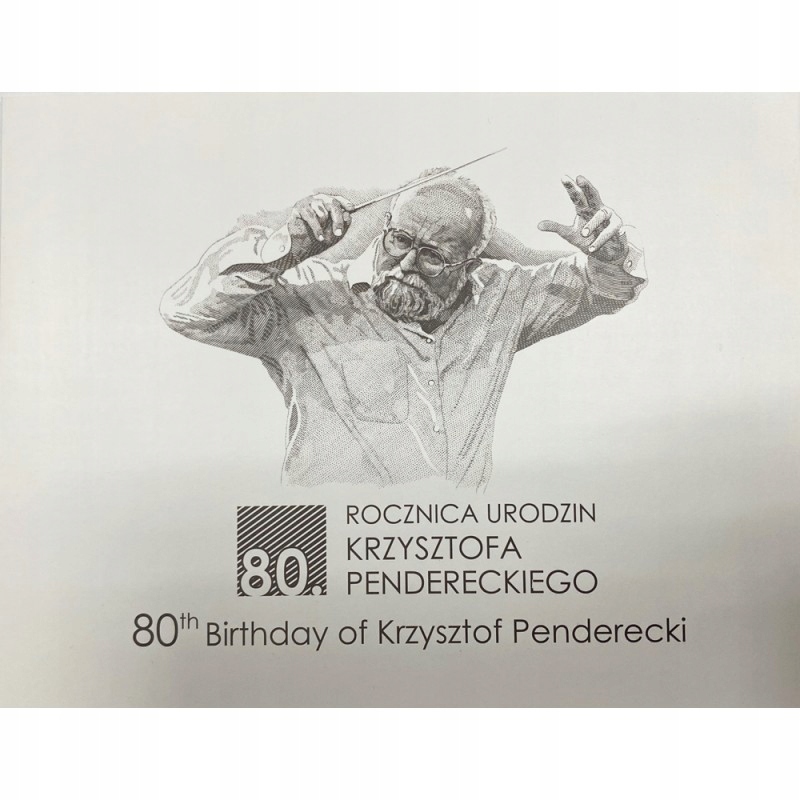 80.
ROCZNICA URODZIN
KRZYSZTOFA
PENDERECKIEGO
80th Birthday of Krzysztof Penderecki